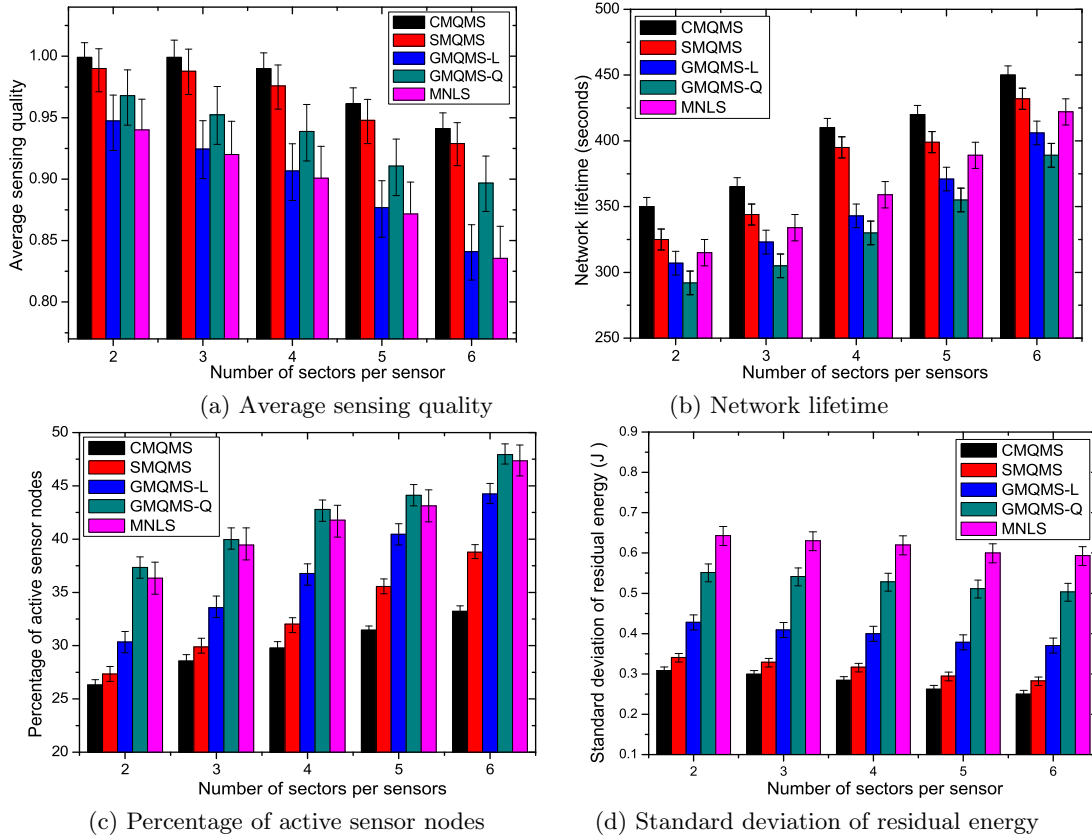 CMQMS
SMQMS
GMQMS-L
GMQMS-Q
MNLS
1.00
0.95
0.90
0.85
0.80
Average sensing quality
2 3 4 5 6
Number of sectors per sensor
(a) Average sensing quality
500
450
400
350
300
250
Network lifetime (seconds)
CMQMS
SMQMS
GMQMS-L
GMQMS-Q
MNLS
2 3 4 5 6
Number of sectors per sensors
(b) Network lifetime
50
45
40
35
30
25
20
Percentage of active sensor nodes
CMQMS
SMQMS
GMQMS-L
GMQMS-Q
MNLS
2 3 4 5 6
Number of sectors per sensors
(c) Percentage of active sensor nodes
0.9
0.8
0.7
0.6
0.5
0.4
0.3
0.2
0.1
Standard deviation of residual energy (J )
CMQMS
SMQMS
GMQMS-L
GMQMS-Q
MNLS
2 3 4 5 6
Number of sectors per sensor
(d) Standard deviation of residual energy